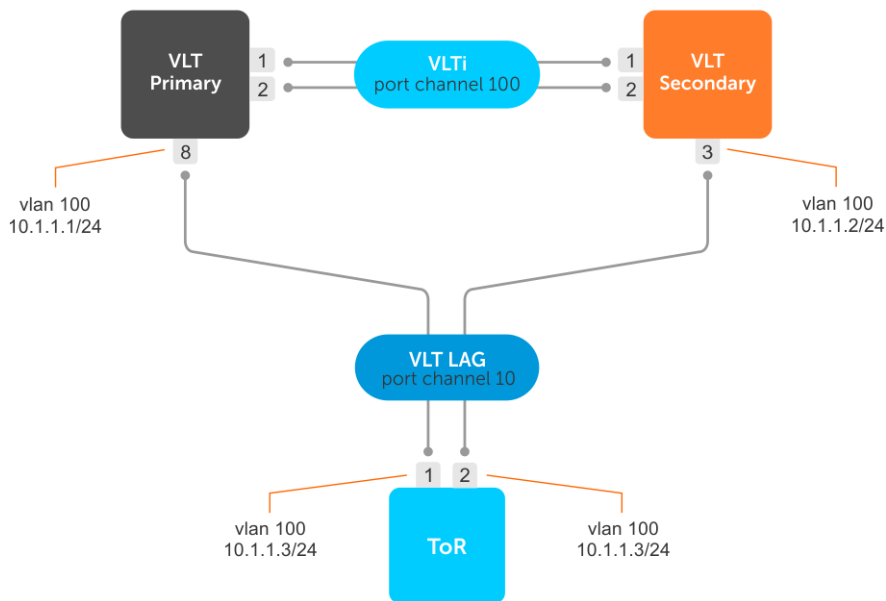 VLT
Primary
1
2
VLTi
port channel 100
1
2
VLT
Secondary
8
3
vlan 100
10.1.1.1/24
vlan 100
10.1.1.2/24
VLT LAG
port channel 10
1
2
vlan 100
10.1.1.3/24
ToR
vlan 100
10.1.1.3/24